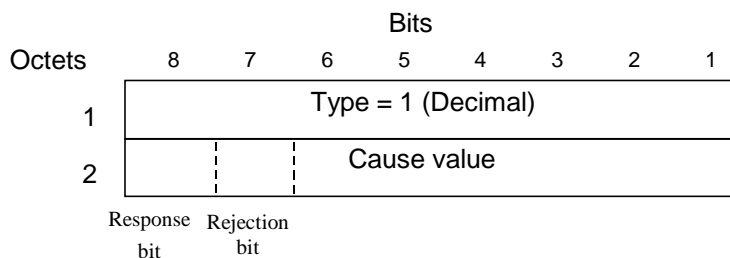 Bits
Octets 8 7 6 5 4 3 2 1
1 Type = 1 (Decimal)
2 Cause value
Response Rejection
bit bit